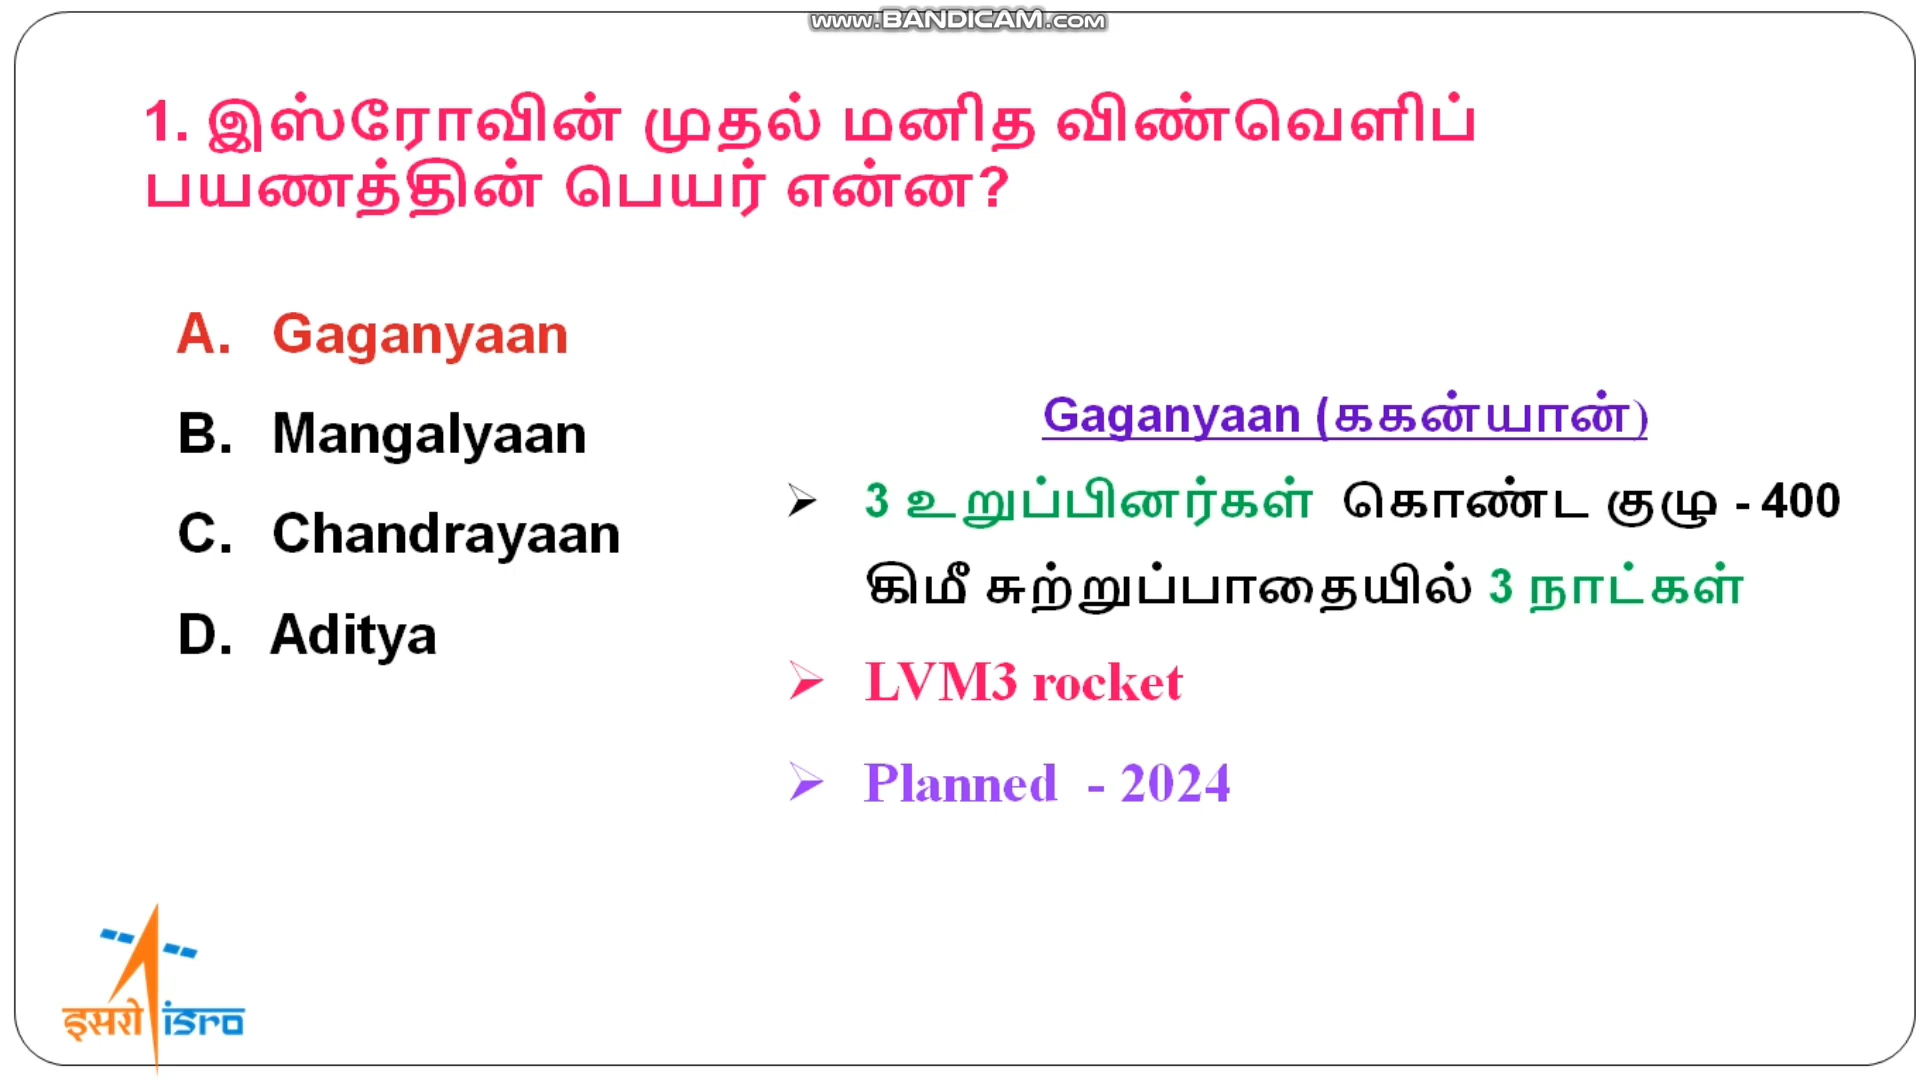 www.BANDICAM.com
1. இஸ்ரோவின் முதல் மனித விண்வெளிப்
பயணத்தின் பெயர் என்ன?
A. Gaganyaan
B. Mangalyaan
C. Chandrayaan
D. Aditya
Gaganyaan (ககன்யான்)
➢ 3 உறுப்பினர்கள் கொண்ட குழு - 400
கிமீ சுற்றுப்பாதையில் 3 நாட்கள்
➢ LVM3 rocket
➢ Planned - 2024
इसरो isro